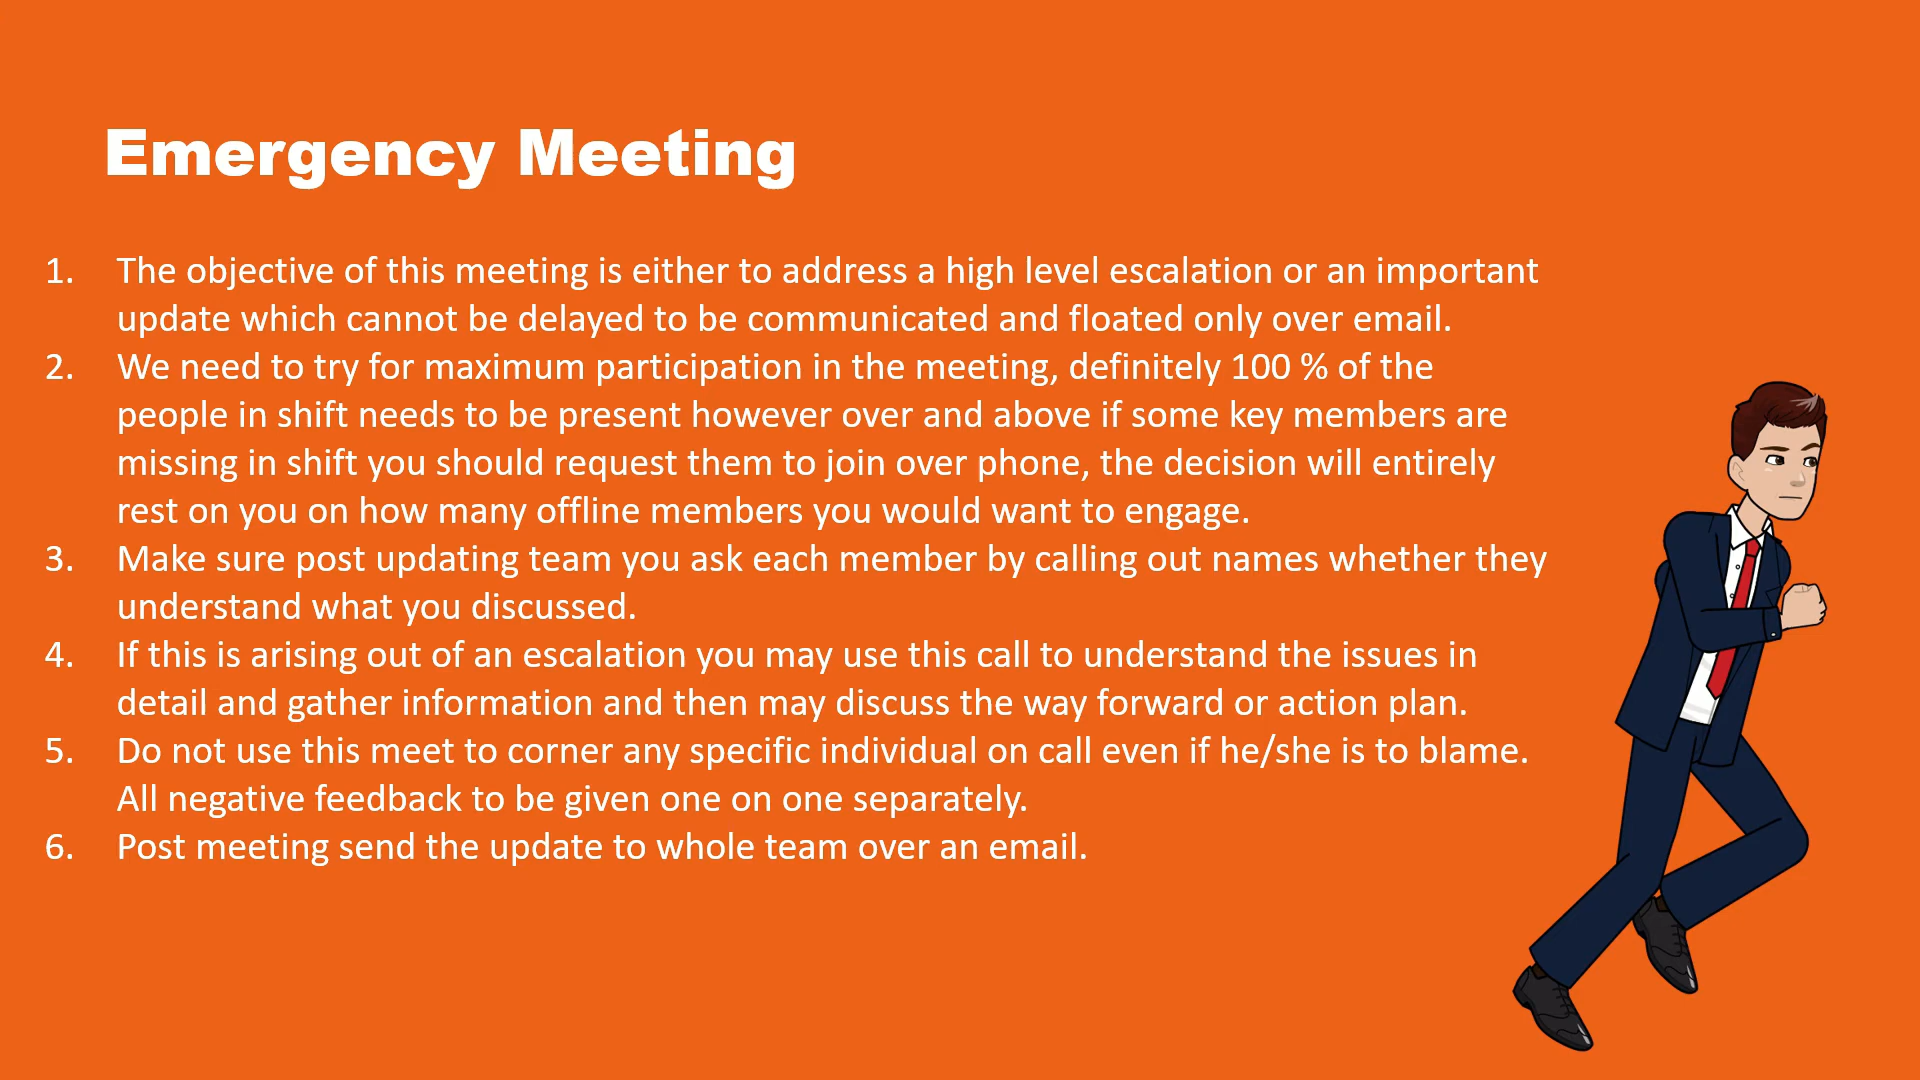 Emergency Meeting
1. The objective of this meeting is either to address a high level escalation or an important
update which cannot be delayed to be communicated and floated only over email.
2. We need to try for maximum participation in the meeting, definitely 100 % of the
people in shift needs to be present however over and above if some key members are
missing in shift you should request them to join over phone, the decision will entirely
rest on you on how many offline members you would want to engage.
3. Make sure post updating team you ask each member by calling out names whether they
understand what you discussed.
4. If this is arising out of an escalation you may use this call to understand the issues in
detail and gather information and then may discuss the way forward or action plan.
5. Do not use this meet to corner any specific individual on call even if he/she is to blame.
All negative feedback to be given one on one separately.
6. Post meeting send the update to whole team over an email.